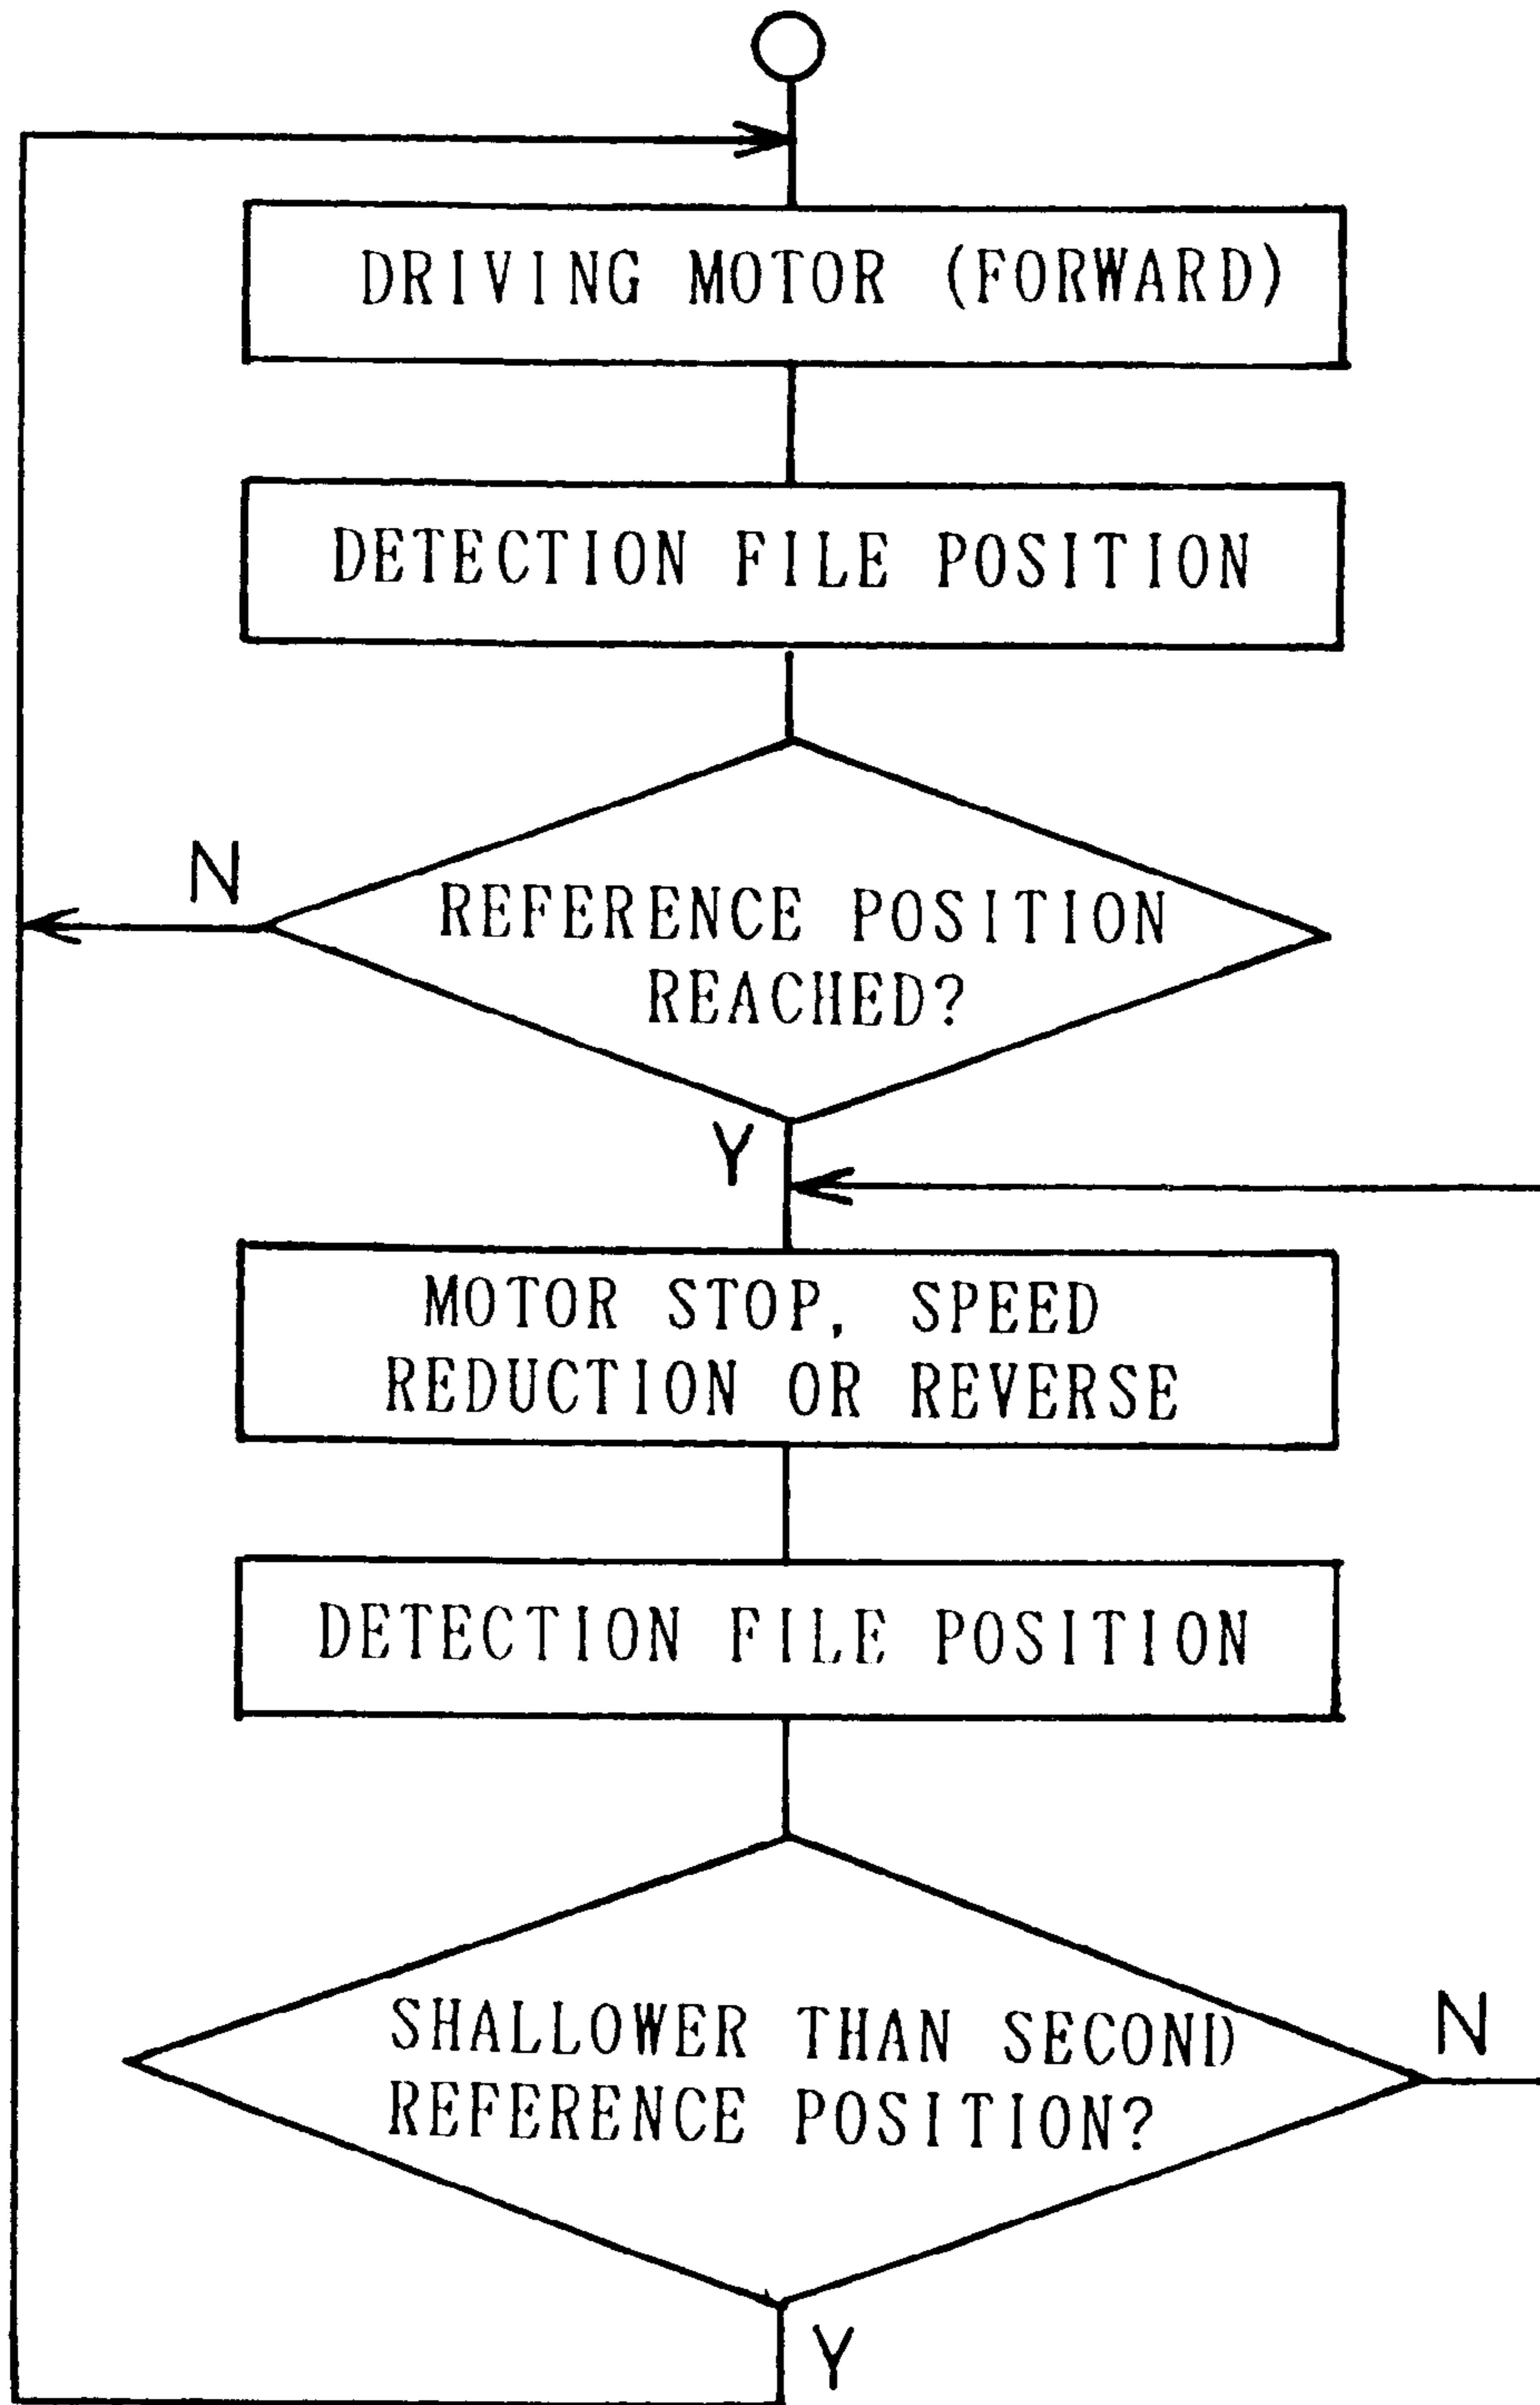 DRIVING MOTOR (FORWARD)
DETECTION FILE POSITION
N
REFERENCE POSITION
REACHED?
Y
MOTOR STOP, SPEED
REDUCTION OR REVERSE
DETECTION FILE POSITION
N
SHALLOWER THAN SECOND
REFERENCE POSITION?
Y